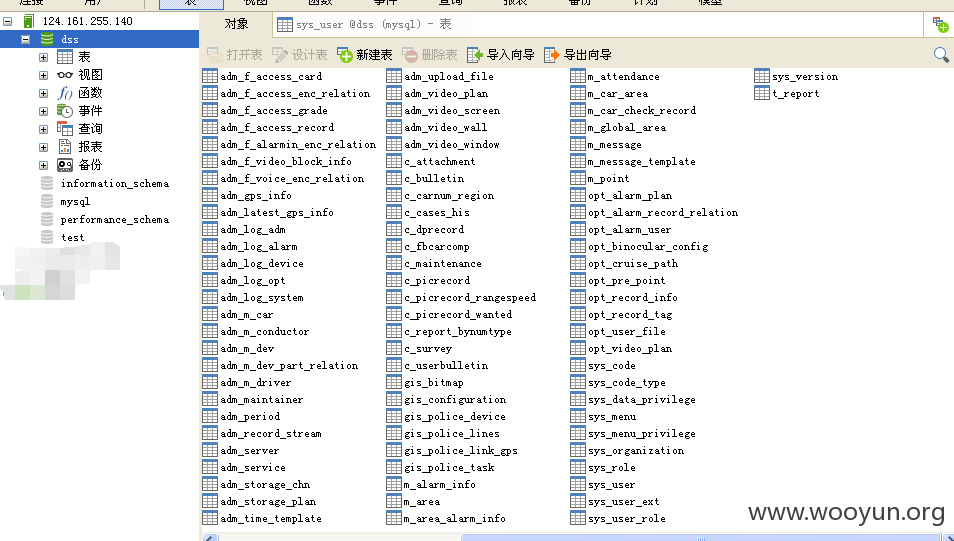 连接 用户 表 视图 函数 事件 查询 报表 备份 计划 模型
124.161.255.140
dss
表
视图
函数
事件
查询
报表
备份
information_schema
mysql
performance_schema
test
对象
sys_user @dss (mysql) - 表
打开表 设计表 新建表 删除表 导入向导 导出向导
adm_f_access_card
adm_f_access_enc_relation
adm_f_access_grade
adm_f_access_record
adm_f_alarmin_enc_relation
adm_f_video_block_info
adm_f_voice_enc_relation
adm_gps_info
adm_latest_gps_info
adm_log_adm
adm_log_alarm
adm_log_device
adm_log_opt
adm_log_system
adm_m_car
adm_m_conductor
adm_m_dev
adm_m_dev_part_relation
adm_m_driver
adm_maintainer
adm_period
adm_record_stream
adm_server
adm_service
adm_storage_chn
adm_storage_plan
adm_time_template
adm_upload_file
adm_video_plan
adm_video_screen
adm_video_wall
adm_video_window
c_attachment
c_bulletin
c_carnum_region
c_cases_his
c_dprecord
c_fbcarcomp
c_maintenance
c_picrecord
c_picrecord_rangespeed
c_picrecord_wanted
c_report_bynumtype
c_survey
c_userbulletin
gis_bitmap
gis_configuration
gis_police_device
gis_police_lines
gis_police_link_gps
gis_police_task
m_alarm_info
m_area
m_area_alarm_info
m_attendance
m_car_area
m_car_check_record
m_global_area
m_message
m_message_template
m_point
opt_alarm_plan
opt_alarm_record_relation
opt_alarm_user
opt_binocular_config
opt_cruise_path
opt_pre_point
opt_record_info
opt_record_tag
opt_user_file
opt_video_plan
sys_code
sys_code_type
sys_data_privilege
sys_menu
sys_menu_privilege
sys_organization
sys_role
sys_user
sys_user_ext
sys_user_role
sys_version
t_report
www.wooyun.org